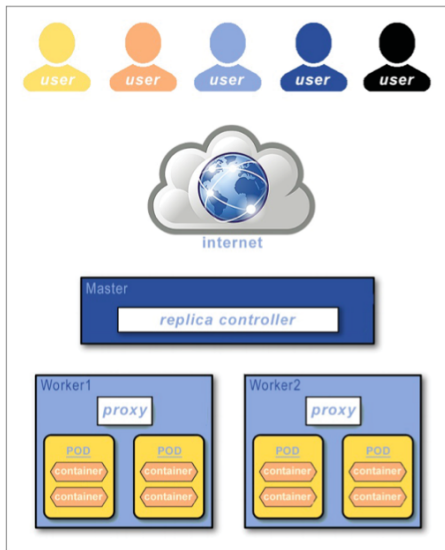 user user user user user
internet
Master
replica controller
Worker1 Worker2
proxy proxy
POD POD POD POD
container container container container
container container container container